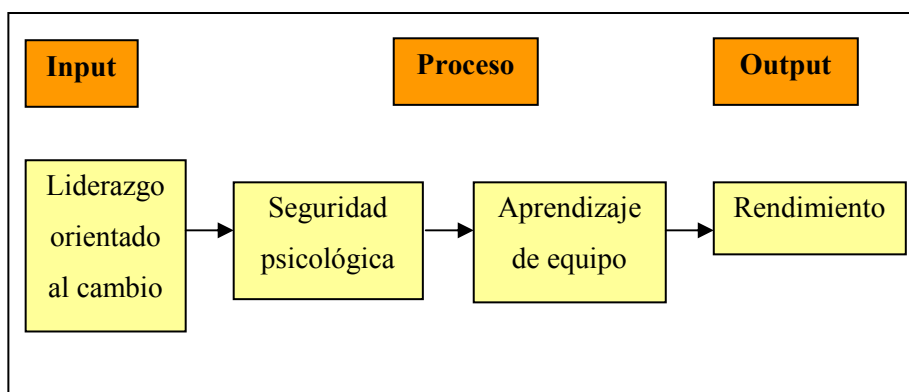 Input
Proceso
Output
Liderazgo
orientado
al cambio
Seguridad
psicológica
Aprendizaje
de equipo
Rendimiento